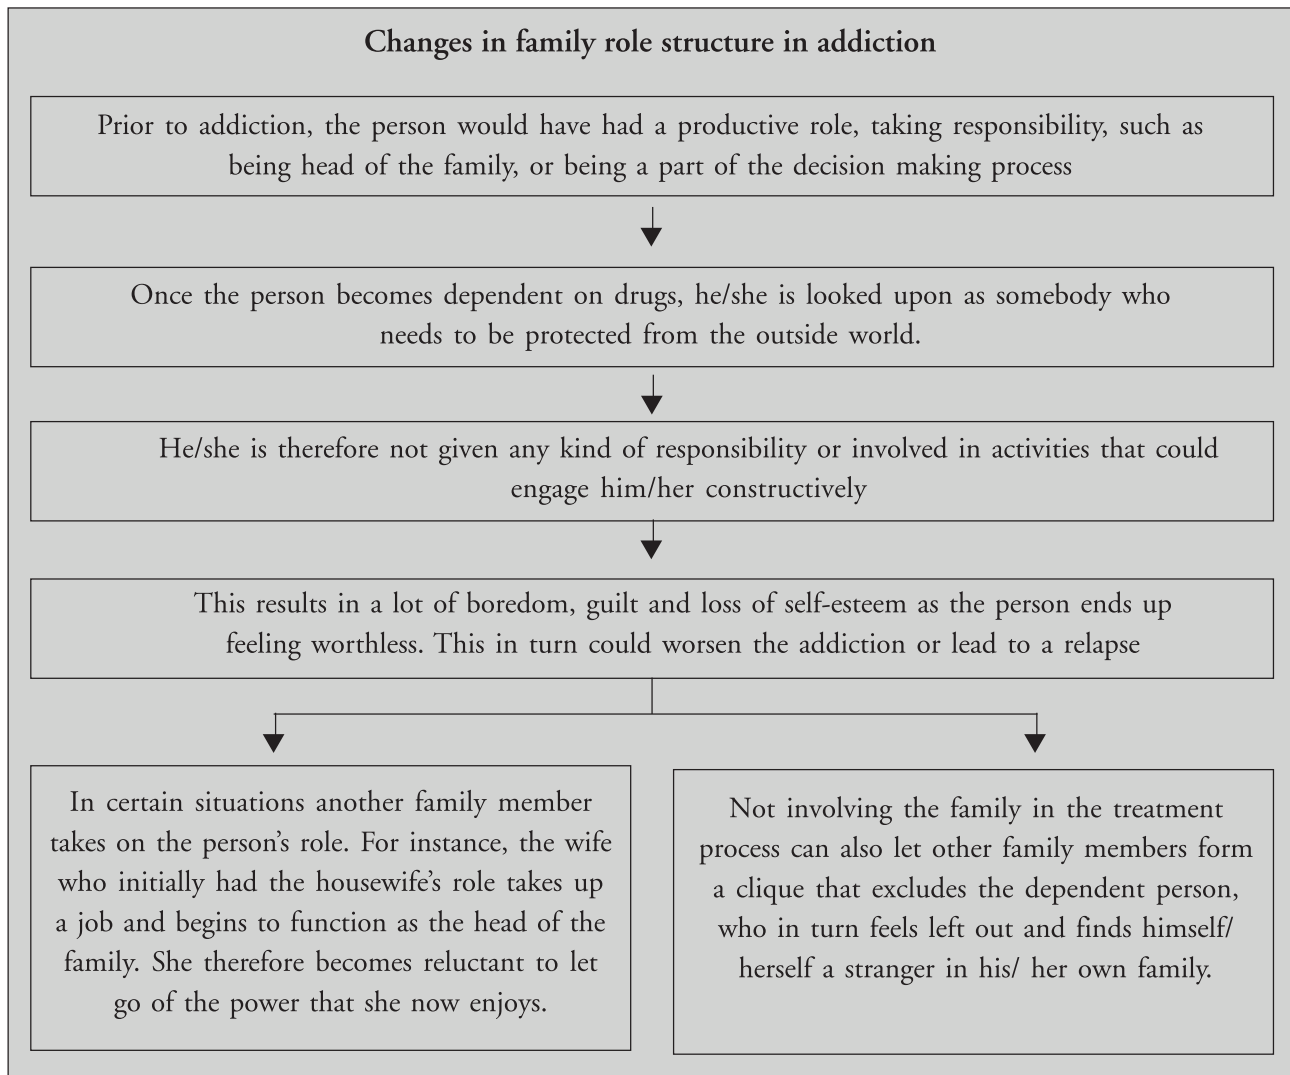 Changes in family role structure in addiction
Prior to addiction, the person would have had a productive role, taking responsibility, such as
being head of the family, or being a part of the decision making process
Once the person becomes dependent on drugs, he/she is looked upon as somebody who
needs to be protected from the outside world.
He/she is therefore not given any kind of responsibility or involved in activities that could
engage him/her constructively
This results in a lot of boredom, guilt and loss of self-esteem as the person ends up
feeling worthless. This in turn could worsen the addiction or lead to a relapse
In certain situations another family member
takes on the person’s role. For instance, the wife
who initially had the housewife’s role takes up
a job and begins to function as the head of the
family. She therefore becomes reluctant to let
go of the power that she now enjoys.
Not involving the family in the treatment
process can also let other family members form
a clique that excludes the dependent person,
who in turn feels left out and finds himself/
herself a stranger in his/ her own family.